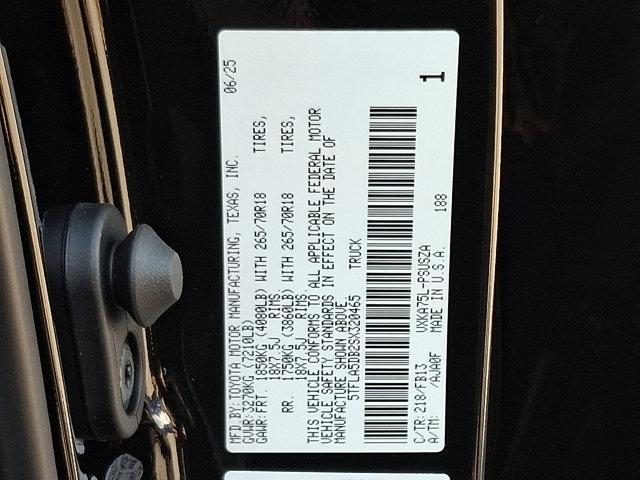 MFD.BY:TOYOTA MOTOR MANUFACTURING, TEXAS, INC. 06/25
GVWR:3270KG (7210LB)
GAWR:FRT. 1850KG (4080LB) WITH 265/70R18 TIRES,
18X7.5J RIMS
RR. 1750KG (3860LB) WITH 265/70R18 TIRES,
18X7.5J RIMS
THIS VEHICLE CONFORMS TO ALL APPLICABLE FEDERAL MOTOR
VEHICLE SAFETY STANDARDS IN EFFECT ON THE DATE OF
MANUFACTURE SHOWN ABOVE.
5TFLA5DB2SX320465 TRUCK
1
C/TR:218/FB13 VXKA75L-PSUSZA
A/TM: /AJA0F MADE IN U.S.A. 188